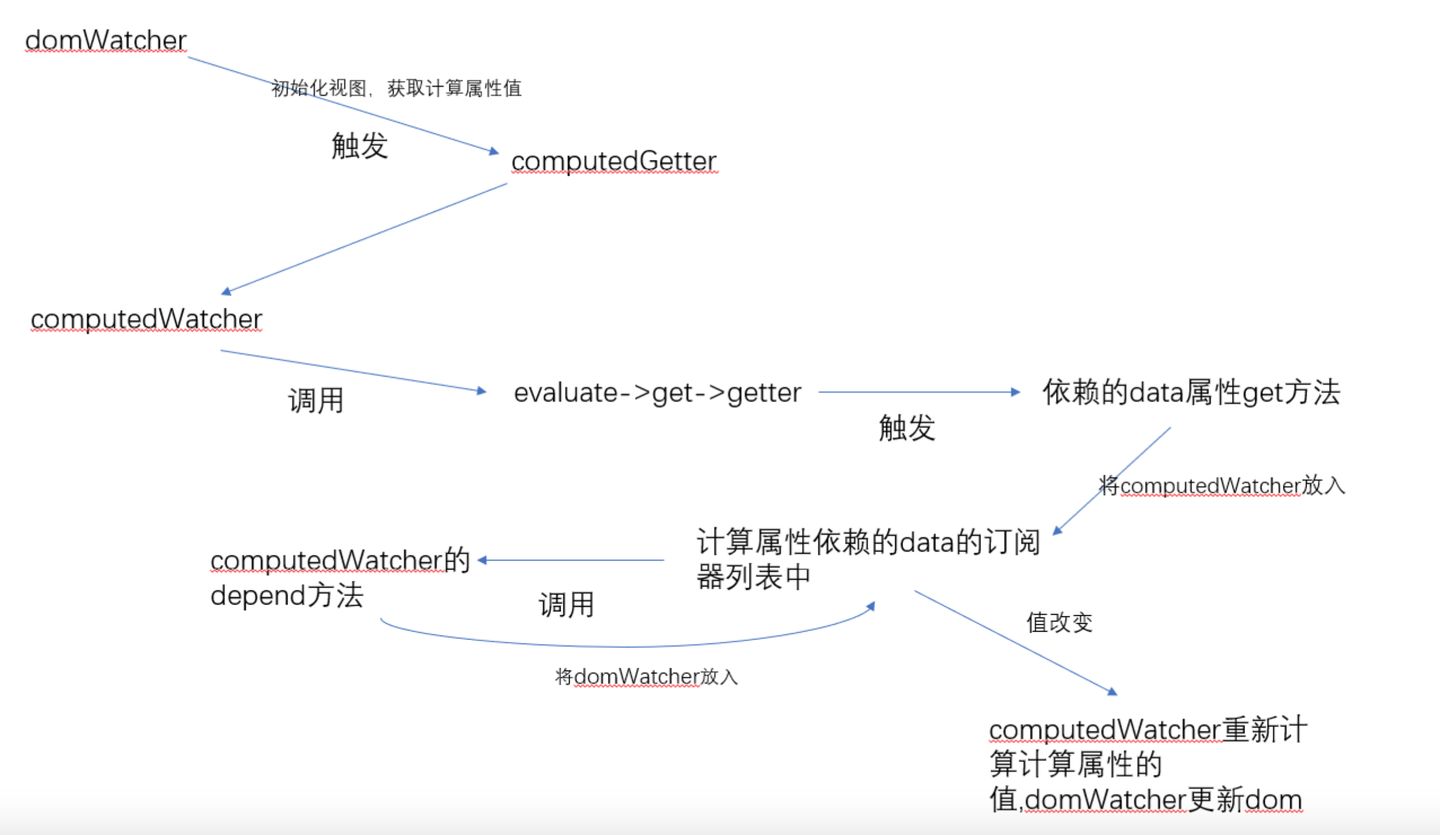 domWatcher
初始化视图，获取计算属性值
触发
computedGetter
computedWatcher
调用
evaluate->get->getter
触发
依赖的data属性get方法
将computedWatcher放入
计算属性依赖的data的订阅
器列表中
调用
computedWatcher的
depend方法
将domWatcher放入
值改变
computedWatcher重新计
算计算属性的
值,domWatcher更新dom